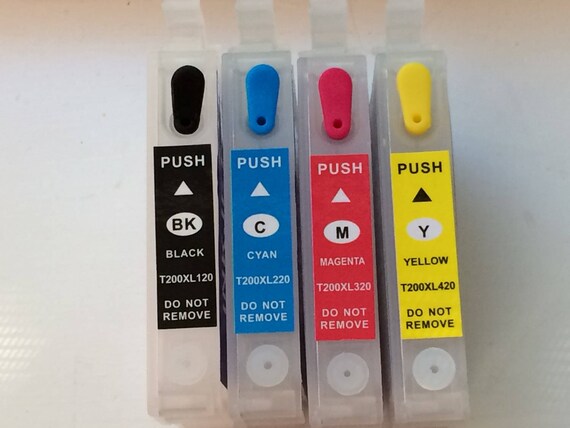 PUSH
BK
BLACK
T200XL120
DO NOT
REMOVE
PUSH
C
CYAN
T200XL220
DO NOT
REMOVE
PUSH
M
MAGENTA
T200XL320
DO NOT
REMOVE
PUSH
Y
YELLOW
T200XL420
DO NOT
REMOVE